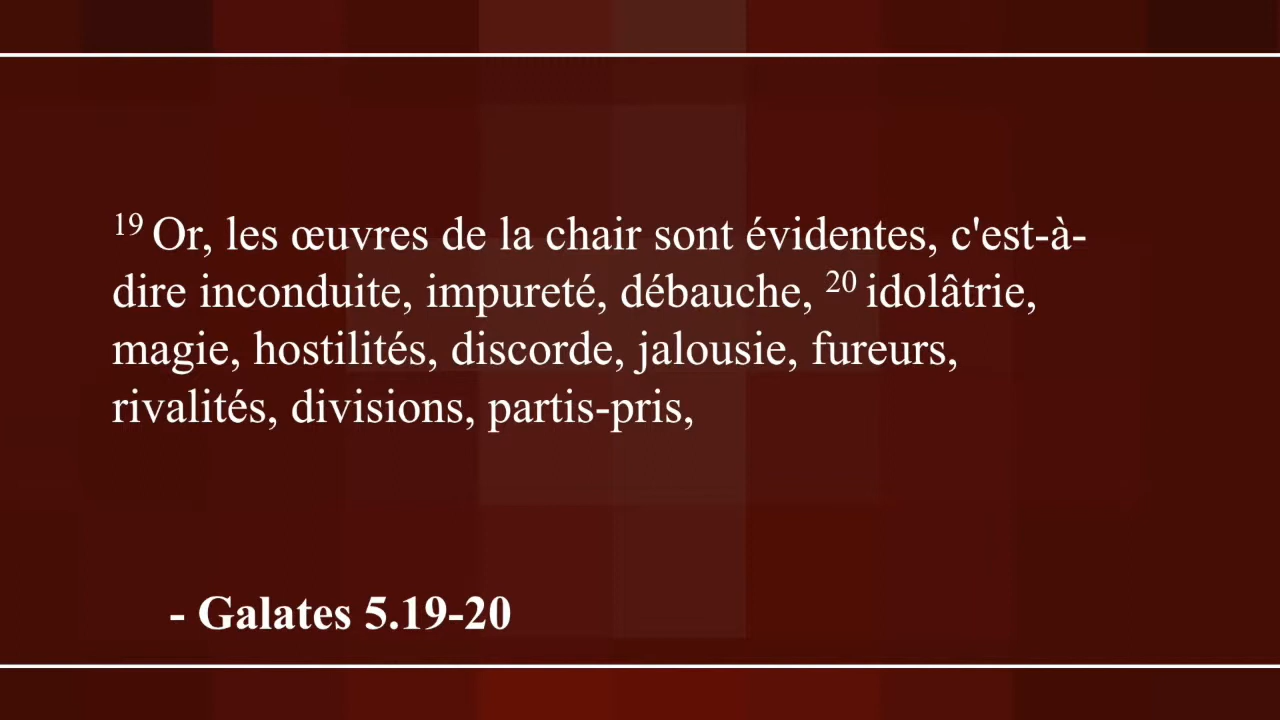 19 Or, les œuvres de la chair sont évidentes, c'est-à-
dire inconduite, impureté, débauche, 20 idolâtrie,
magie, hostilités, discorde, jalousie, fureurs,
rivalités, divisions, partis-pris,
- Galates 5.19-20